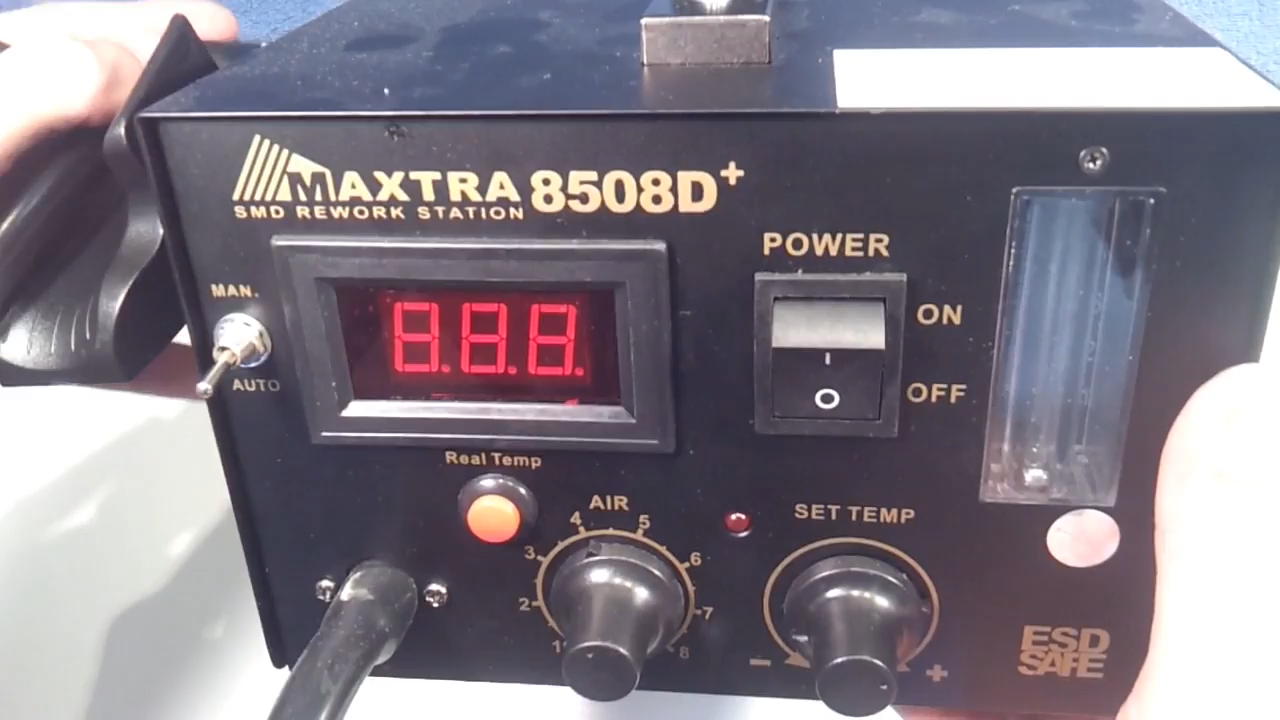 MAXTRA 8508D+
SMD REWORK STATION
POWER
MAN.
ON
8.8.8.
AUTO
I
OFF
O
Real Temp
AIR
SET TEMP
4
5
3
6
2
7
1
8
- +
ESD
SAFE